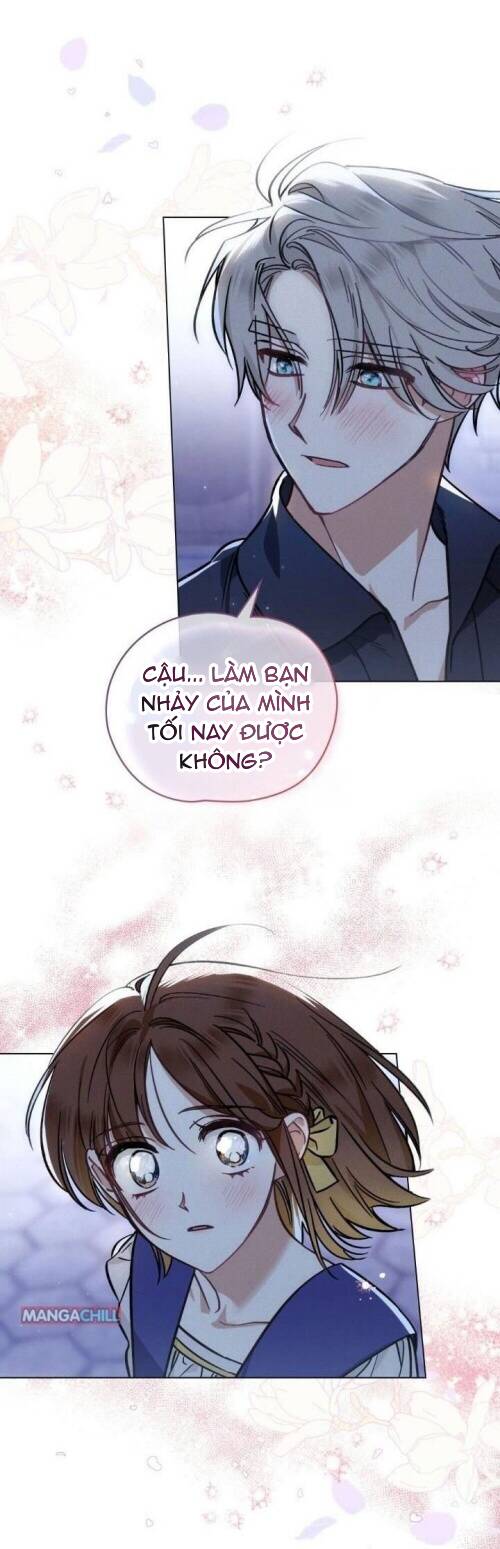 CẬU... LÀM BẠN
NHẢY CỦA MÌNH
TỐI NAY ĐƯỢC
KHÔNG?
MANGACHILL